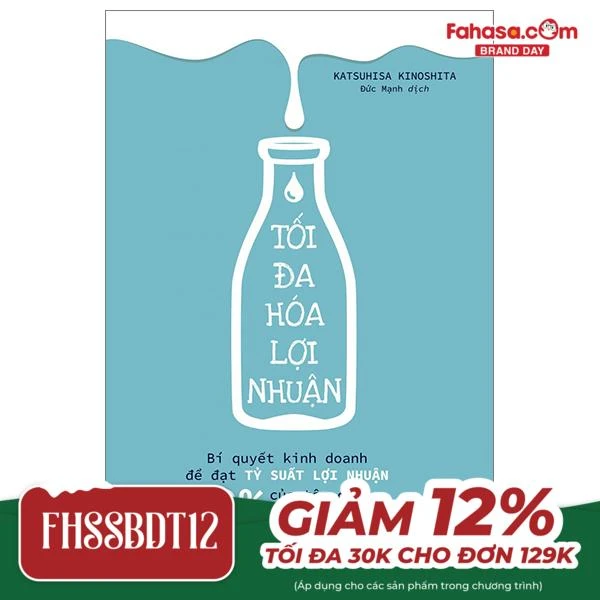 Fahasa.com
BRAND DAY
KATSUHISA KINOSHITA
Đức Mạnh dịch
TỐI
ĐA
HÓA
LỢI
NHUẬN
Bí quyết kinh doanh
để đạt TỶ SUẤT LỢI NHUẬN
FHSSBDT12
GIẢM 12%
TỐI ĐA 30K CHO ĐƠN 129K
(Áp dụng cho các sản phẩm trong chương trình)